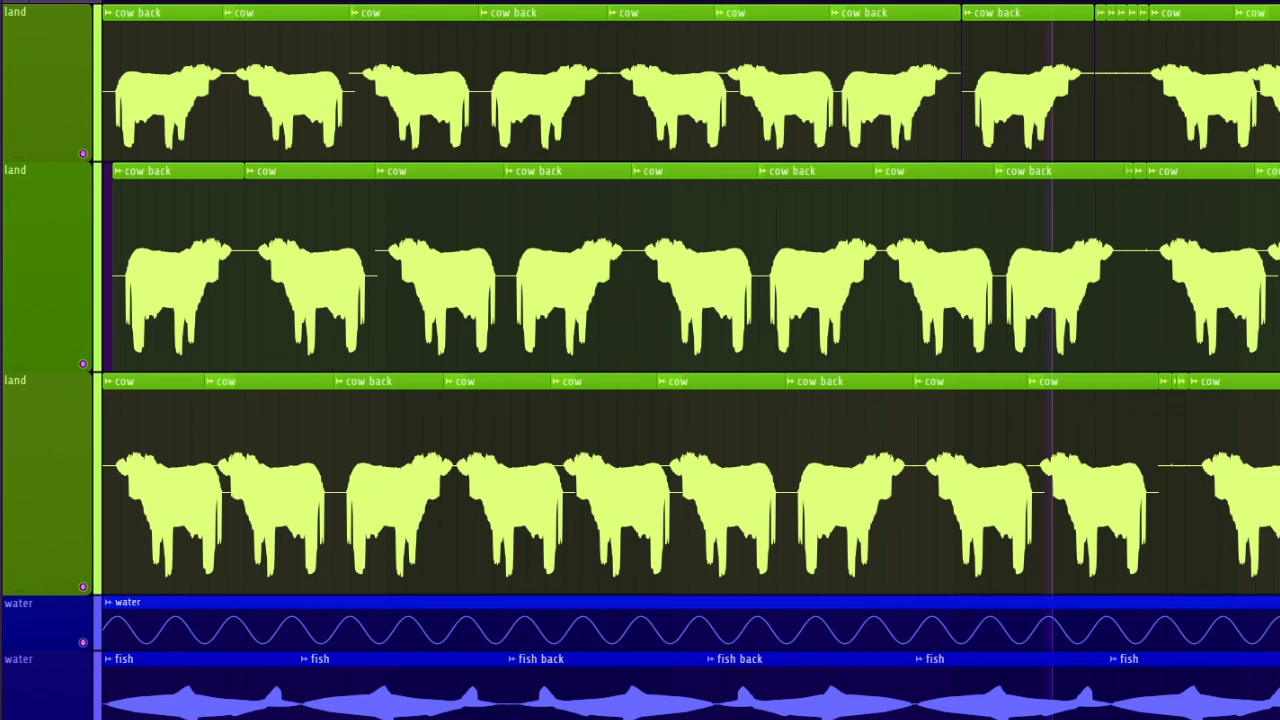 land
cow back cow cow cow back cow cow cow back cow back cow cow
land
cow back cow cow cow back cow cow back cow cow back cow
land
cow cow cow back cow cow cow cow back cow cow cow
water
water
water
fish fish fish back fish back fish fish